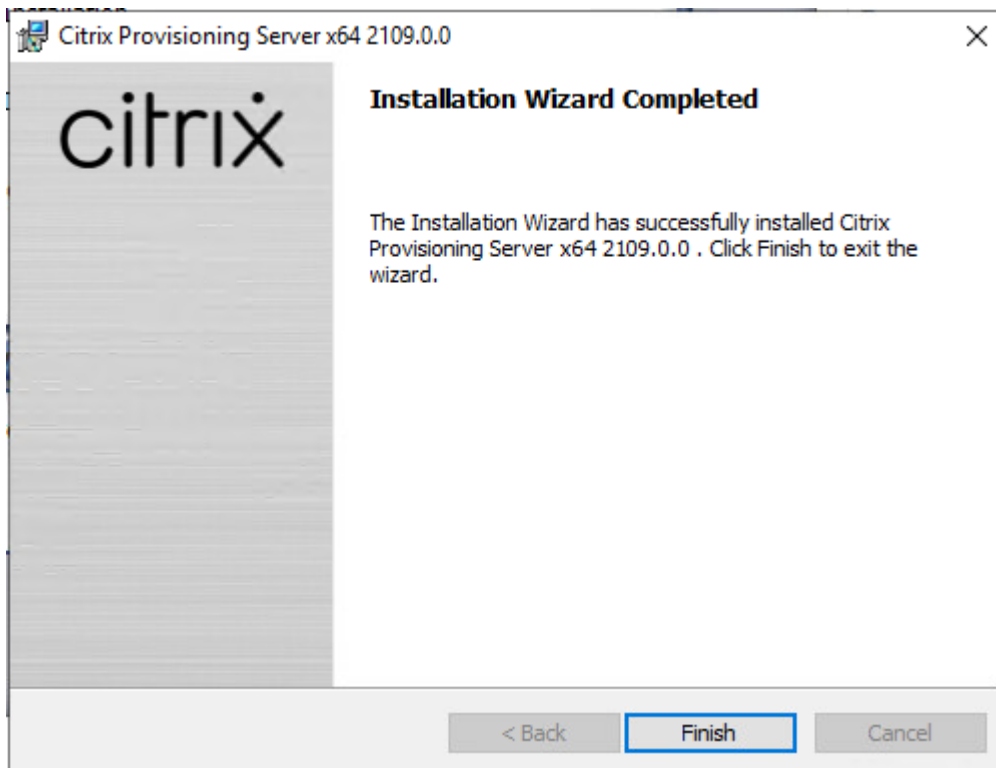 Installation
Citrix Provisioning Server x64 2109.0.0
citrix
Installation Wizard Completed
The Installation Wizard has successfully installed Citrix
Provisioning Server x64 2109.0.0 . Click Finish to exit the
wizard.
< Back
Finish
Cancel